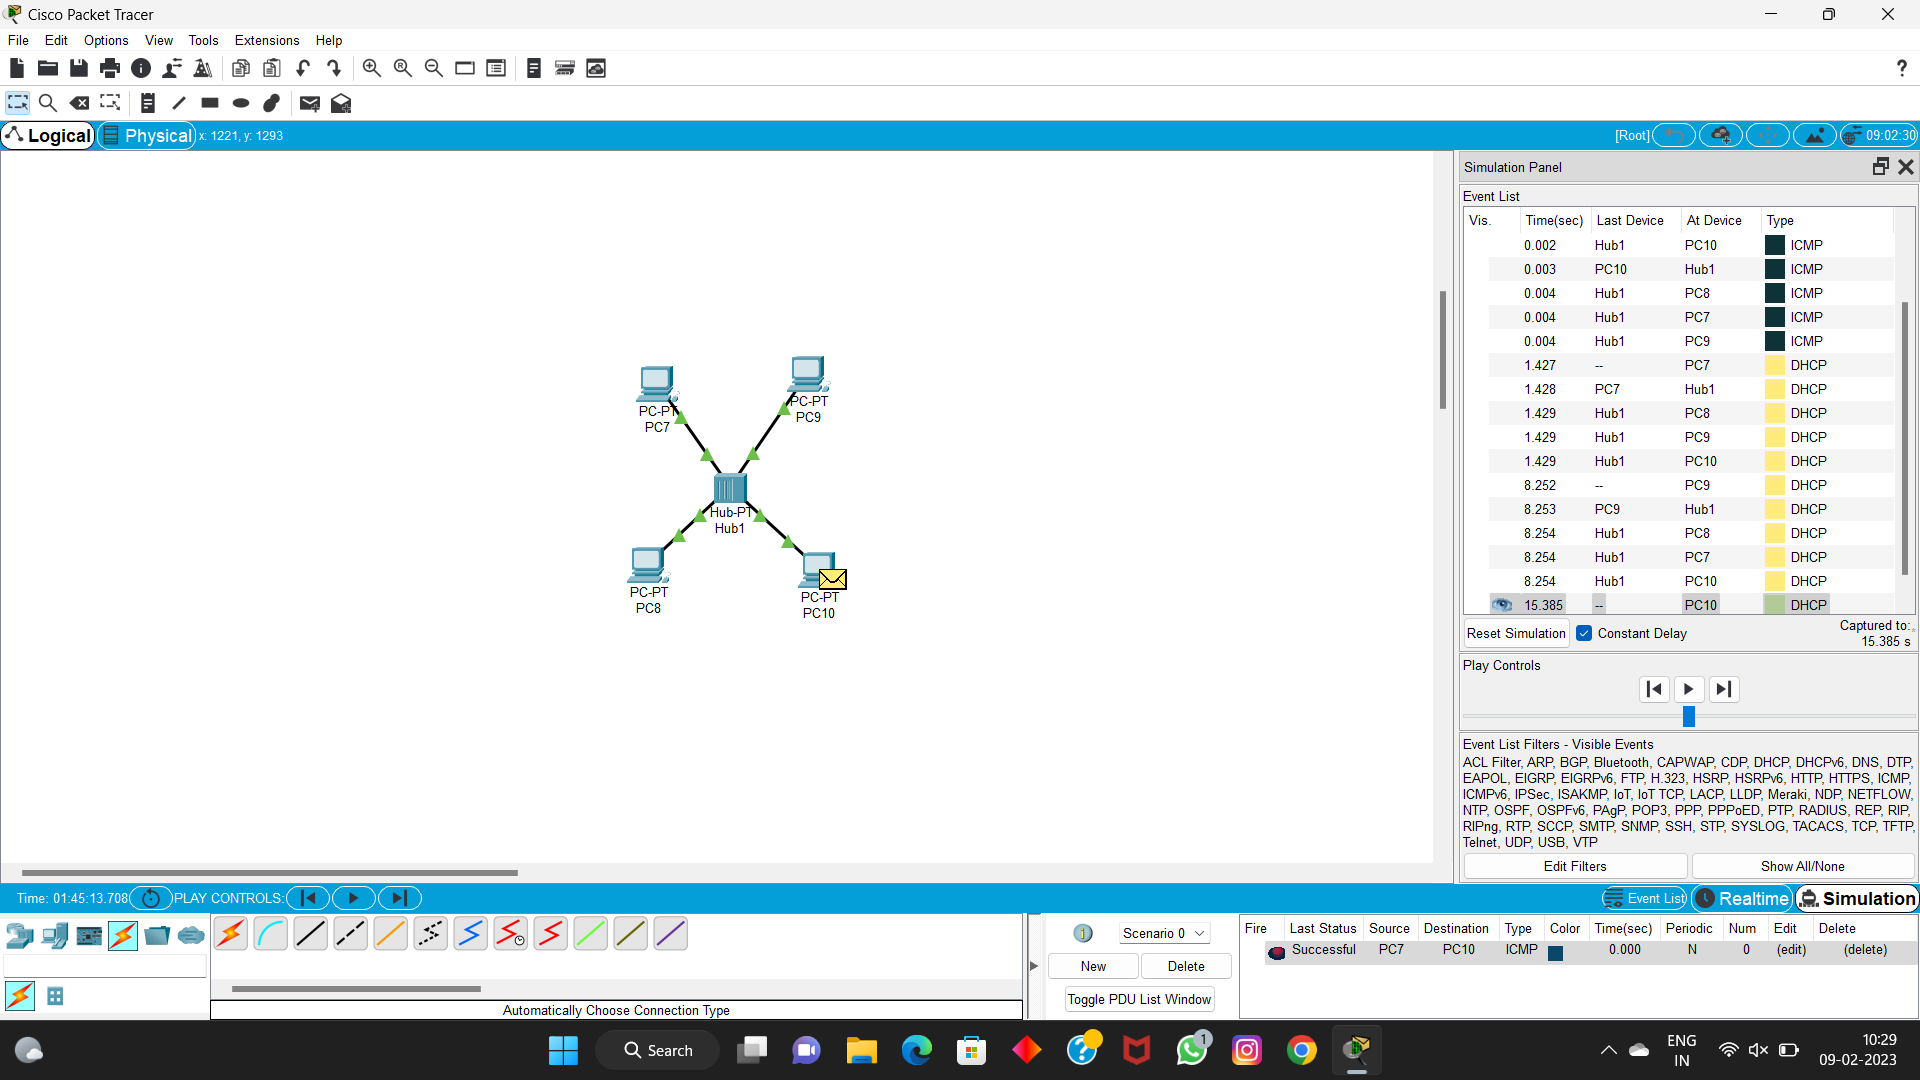 Cisco Packet Tracer
File Edit Options View Tools Extensions Help
Logical Physical x: 1221, y: 1293 [Root] 09:02:30
Simulation Panel
Event List
Vis. Time(sec) Last Device At Device Type
0.002 Hub1 PC10 ICMP
0.003 PC10 Hub1 ICMP
0.004 Hub1 PC8 ICMP
0.004 Hub1 PC7 ICMP
0.004 Hub1 PC9 ICMP
1.427 -- PC7 DHCP
1.428 PC7 Hub1 DHCP
1.429 Hub1 PC8 DHCP
1.429 Hub1 PC9 DHCP
1.429 Hub1 PC10 DHCP
8.252 -- PC9 DHCP
8.253 PC9 Hub1 DHCP
8.254 Hub1 PC8 DHCP
8.254 Hub1 PC7 DHCP
8.254 Hub1 PC10 DHCP
15.385 -- PC10 DHCP
Reset Simulation Constant Delay Captured to:
15.385 s
PC-PT
PC7
PC-PT
PC9
Hub-PT
Hub1
PC-PT
PC8
PC-PT
PC10
Play Controls
Event List Filters - Visible Events
ACL Filter, ARP, BGP, Bluetooth, CAPWAP, CDP, DHCP, DHCPv6, DNS, DTP,
EAPOL, EIGRP, EIGRPv6, FTP, H.323, HSRP, HSRPv6, HTTP, HTTPS, ICMP,
ICMPv6, IPSec, ISAKMP, IoT, IoT TCP, LACP, LLDP, Meraki, NDP, NETFLOW,
NTP, OSPF, OSPFv6, PAgP, POP3, PPP, PPPoED, PTP, RADIUS, REP, RIP,
RIPng, RTP, SCCP, SMTP, SNMP, SSH, STP, SYSLOG, TACACS, TCP, TFTP,
Telnet, UDP, USB, VTP
Edit Filters Show All/None
Time: 01:45:13.708 PLAY CONTROLS: Event List Realtime Simulation
Scenario 0
New Delete
Toggle PDU List Window
Fire Last Status Source Destination Type Color Time(sec) Periodic Num Edit Delete
Successful PC7 PC10 ICMP 0.000 N 0 (edit) (delete)
Automatically Choose Connection Type
Search
1
ENG
IN
10:29
09-02-2023